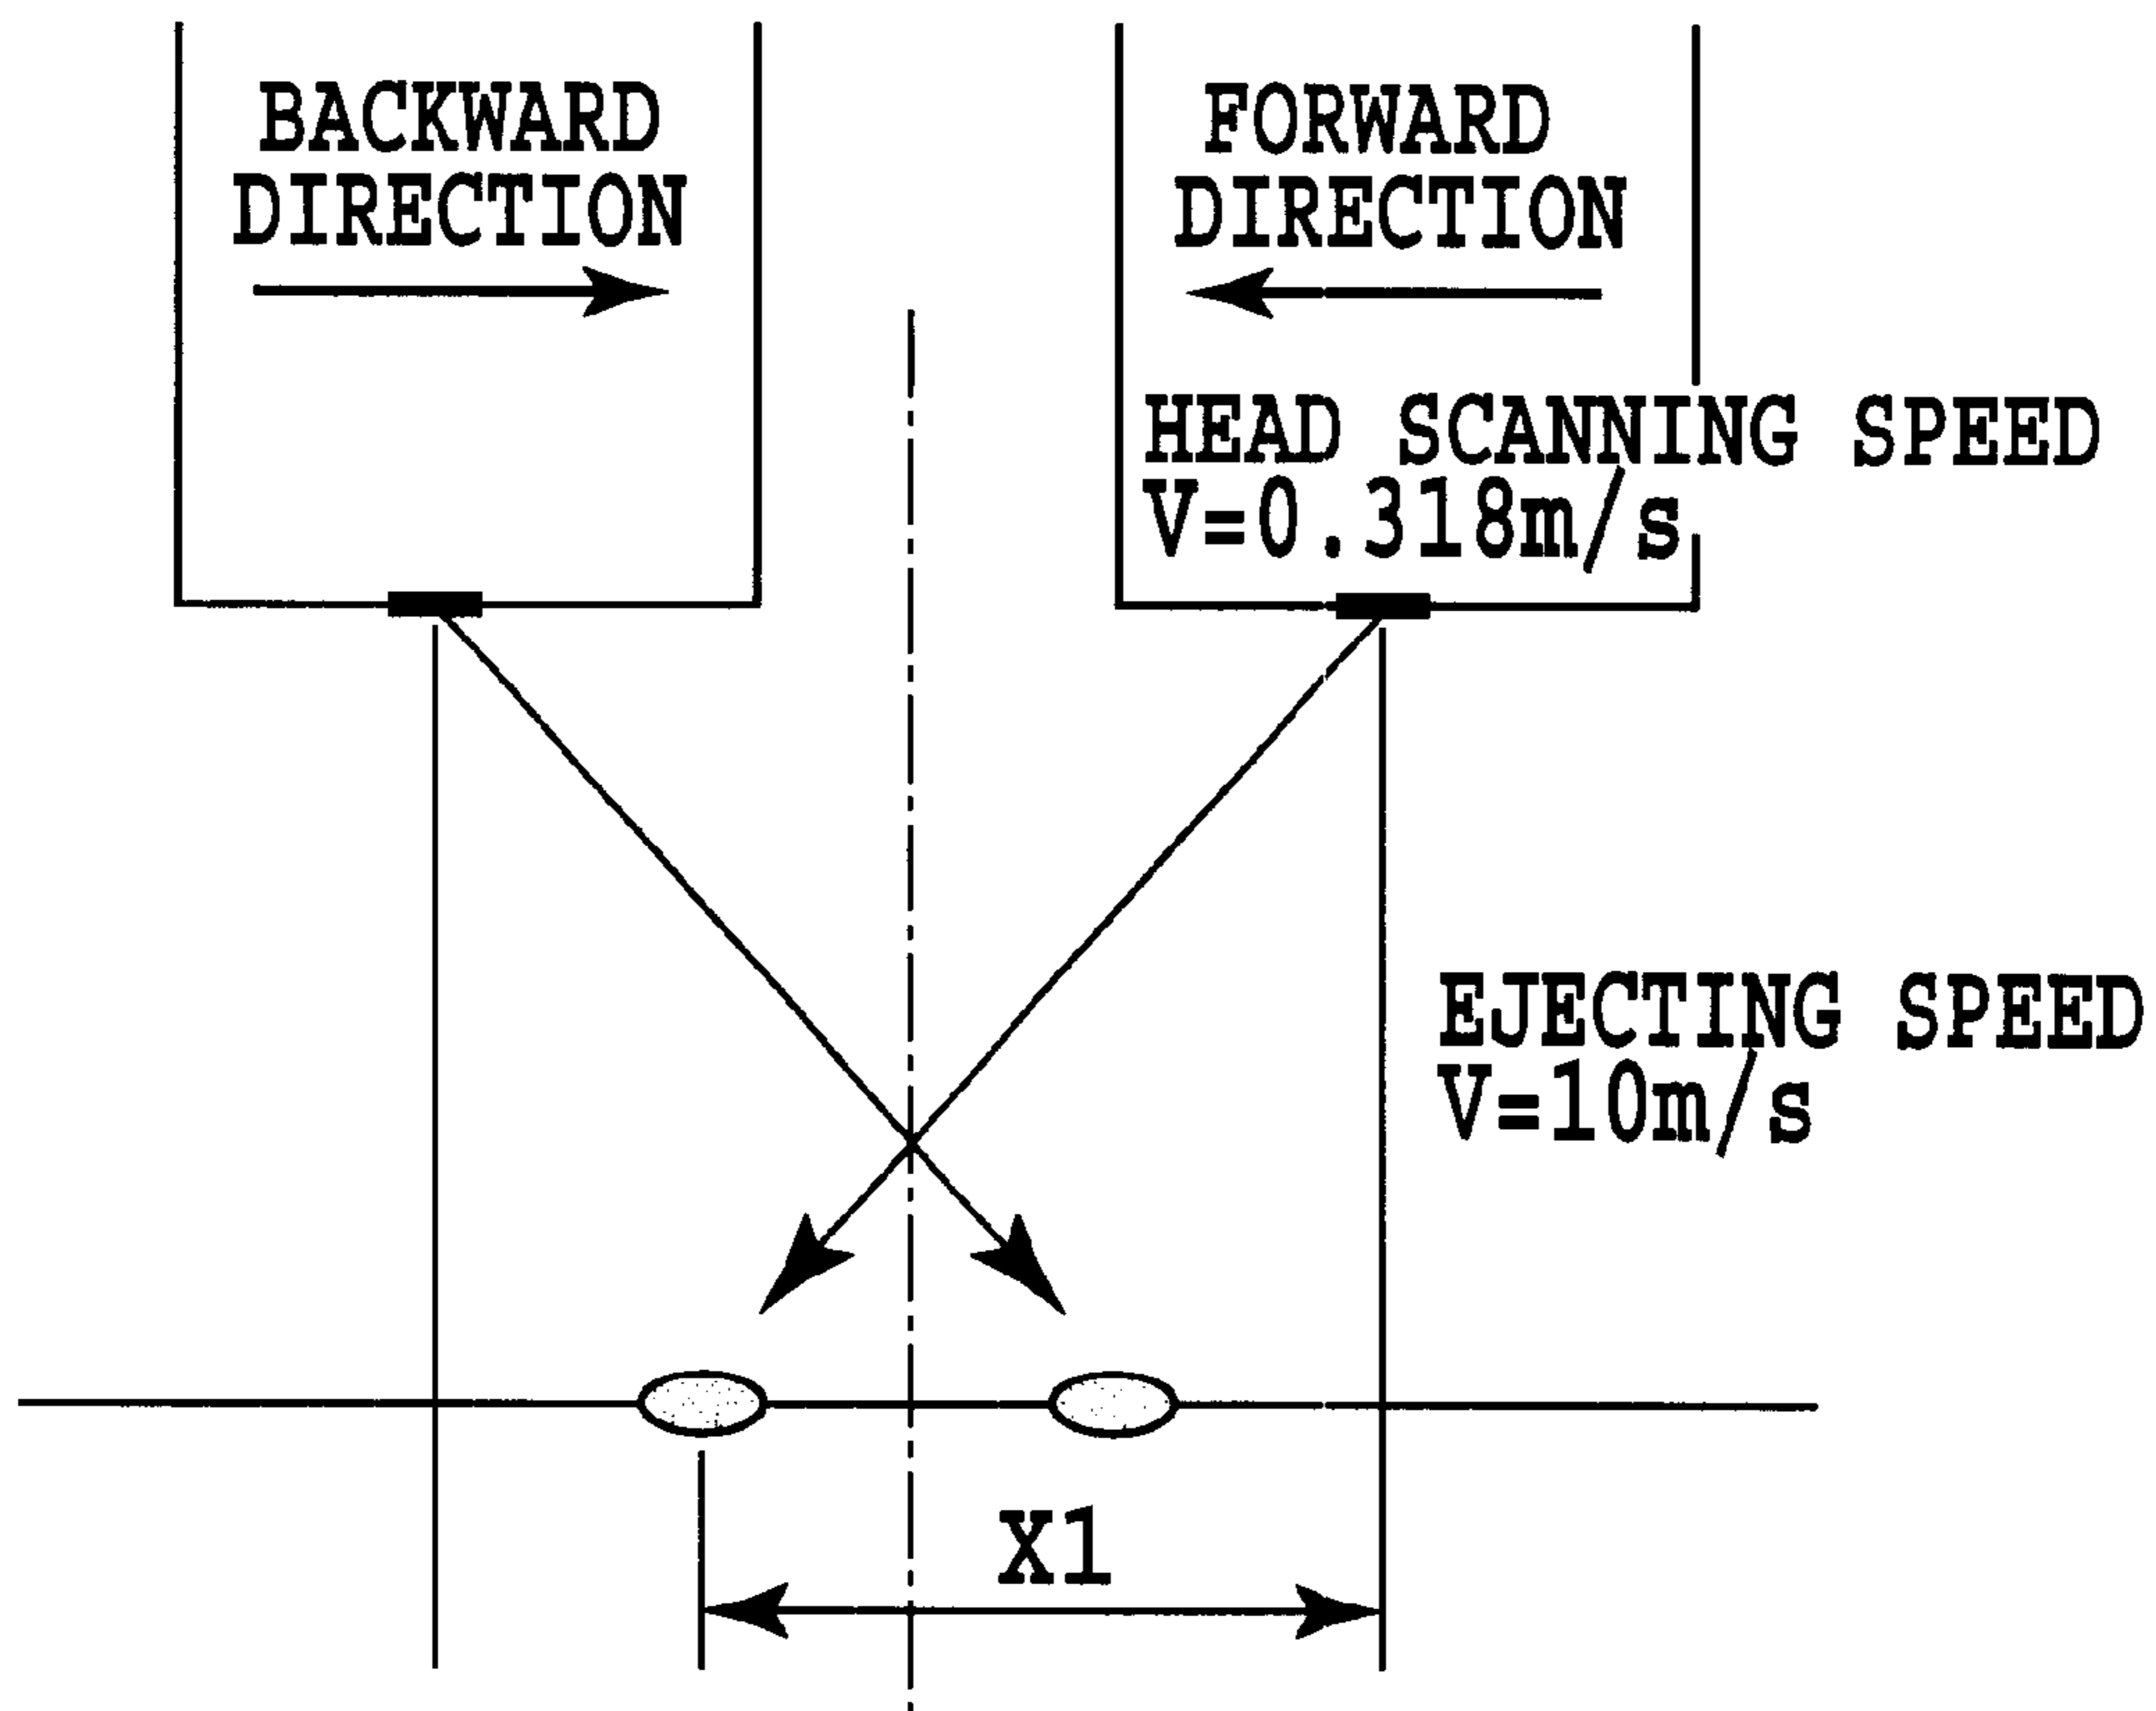 BACKWARD
DIRECTION
FORWARD
DIRECTION
HEAD SCANNING SPEED
V=0.318m/s
EJECTING SPEED
V=10m/s
X1